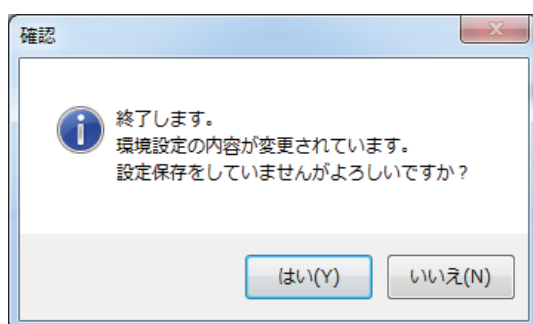 確認
終了します。
環境設定の内容が変更されています。
設定保存をしていませんがよろしいですか?
はい(Y)
いいえ(N)